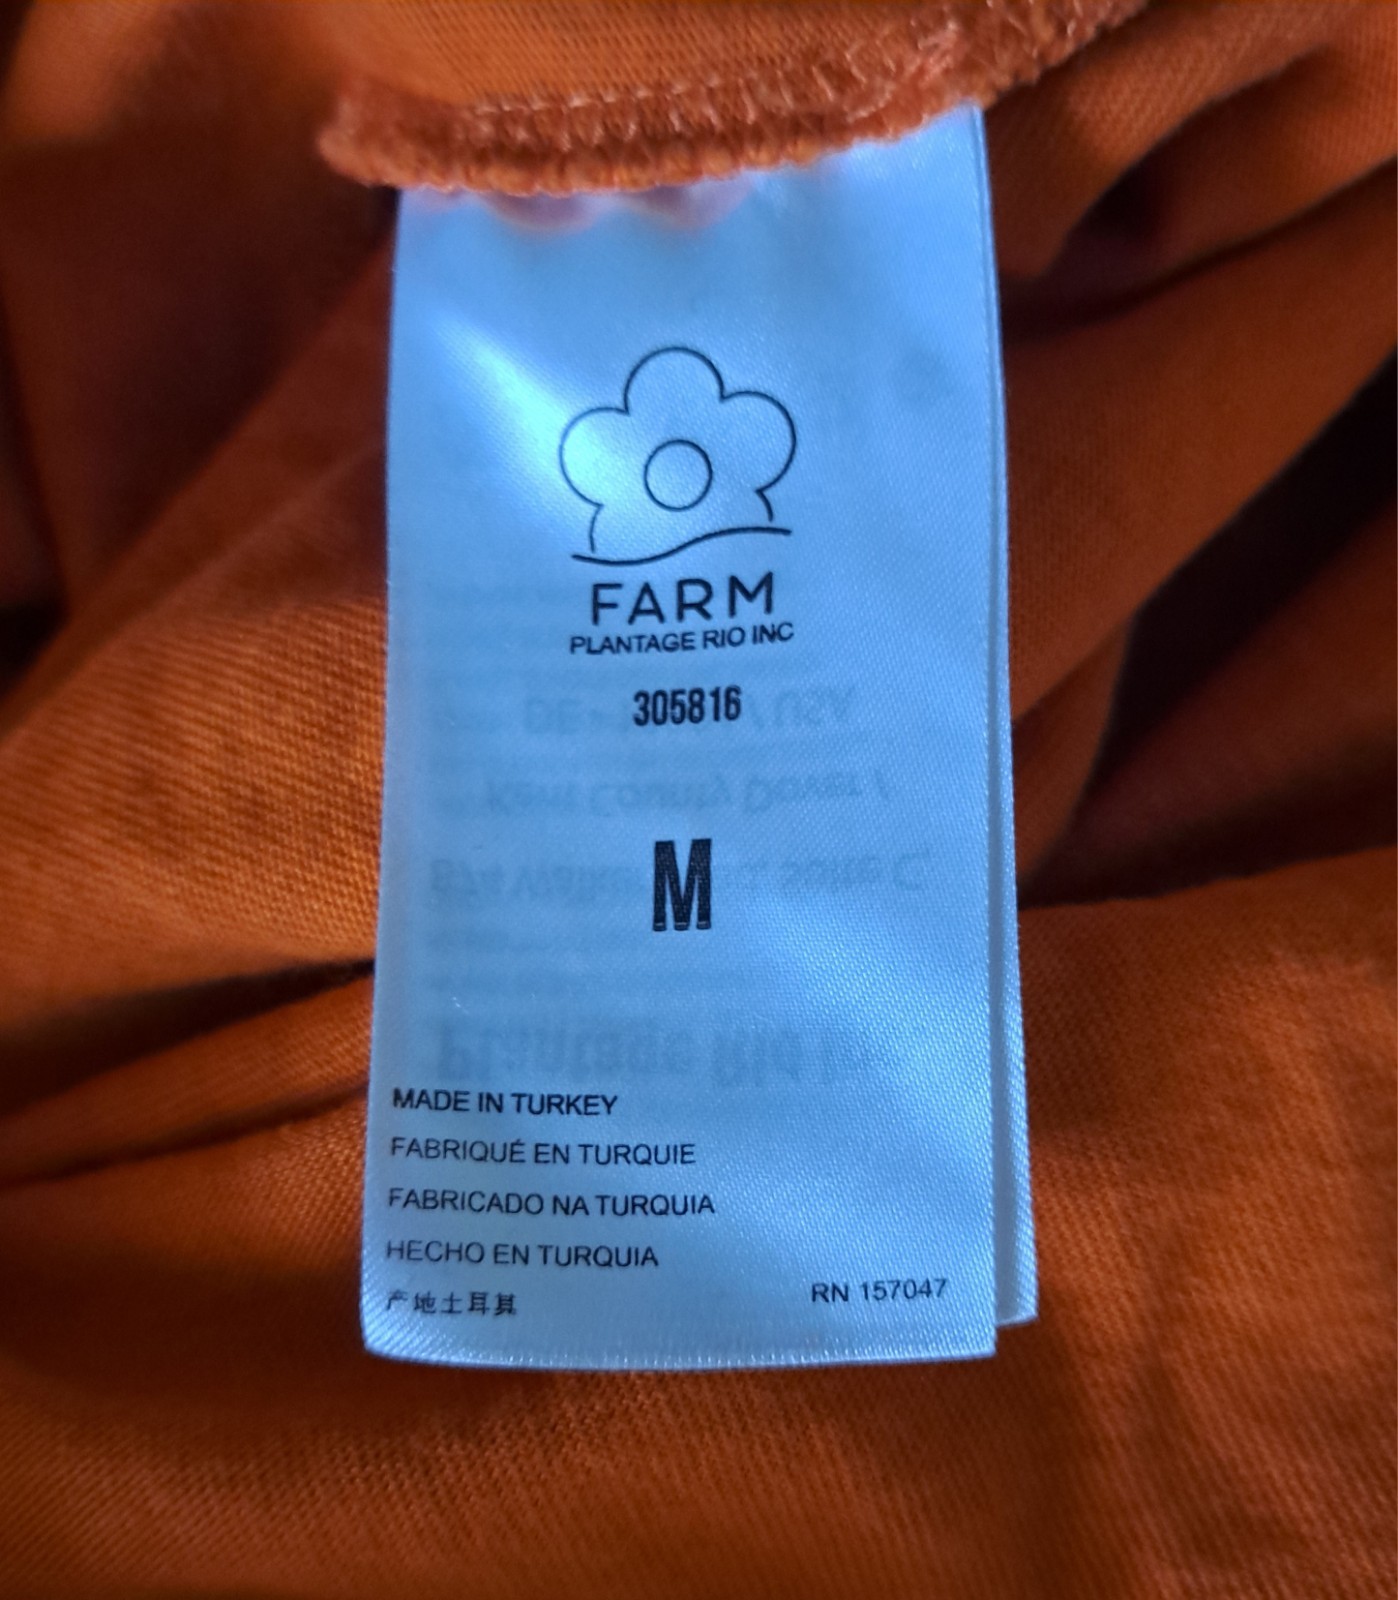 FARM
PLANTAGE RIO INC
305816
M
MADE IN TURKEY
FABRIQUÉ EN TURQUIE
FABRICADO NA TURQUIA
HECHO EN TURQUIA
产地土耳其
RN 157047